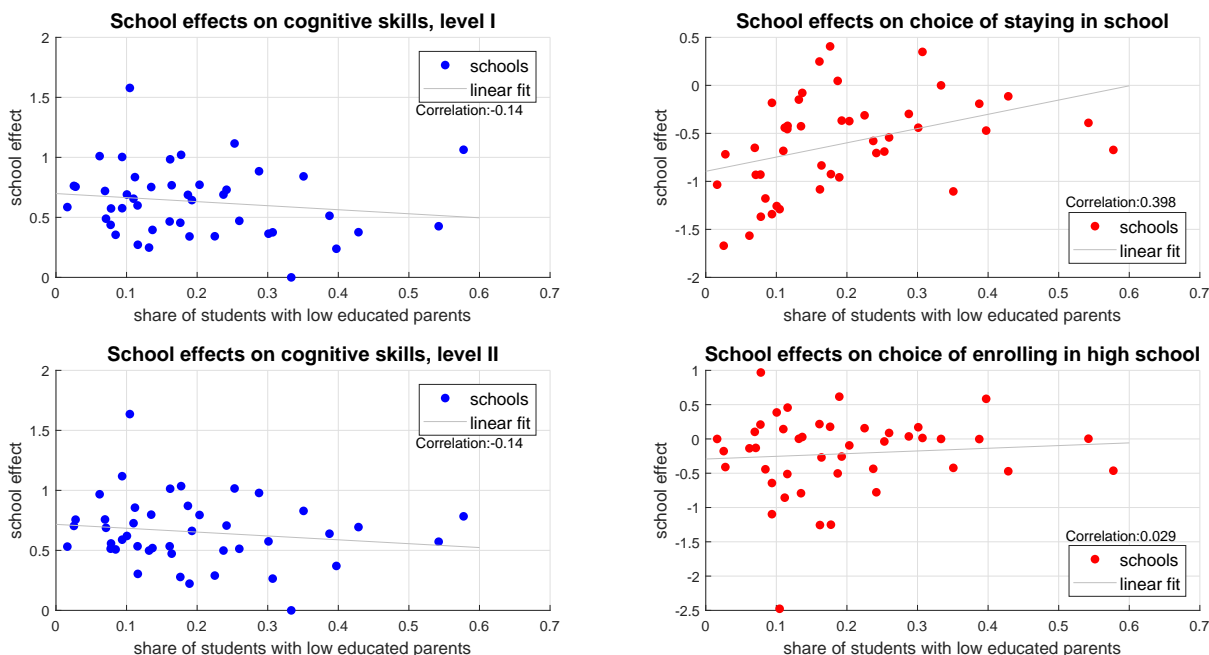 School effects on cognitive skills, level I
2
1.5
1
0.5
0
school effect
schools
linear fit
Correlation:-0.14
0 0.1 0.2 0.3 0.4 0.5 0.6 0.7
share of students with low educated parents
School effects on choice of staying in school
0.5
0
-0.5
-1
-1.5
-2
school effect
Correlation:0.398
schools
linear fit
0 0.1 0.2 0.3 0.4 0.5 0.6 0.7
share of students with low educated parents
School effects on cognitive skills, level II
2
1.5
1
0.5
0
school effect
schools
linear fit
Correlation:-0.14
0 0.1 0.2 0.3 0.4 0.5 0.6 0.7
share of students with low educated parents
School effects on choice of enrolling in high school
1
0.5
0
-0.5
-1
-1.5
-2
-2.5
school effect
Correlation:0.029
schools
linear fit
0 0.1 0.2 0.3 0.4 0.5 0.6 0.7
share of students with low educated parents